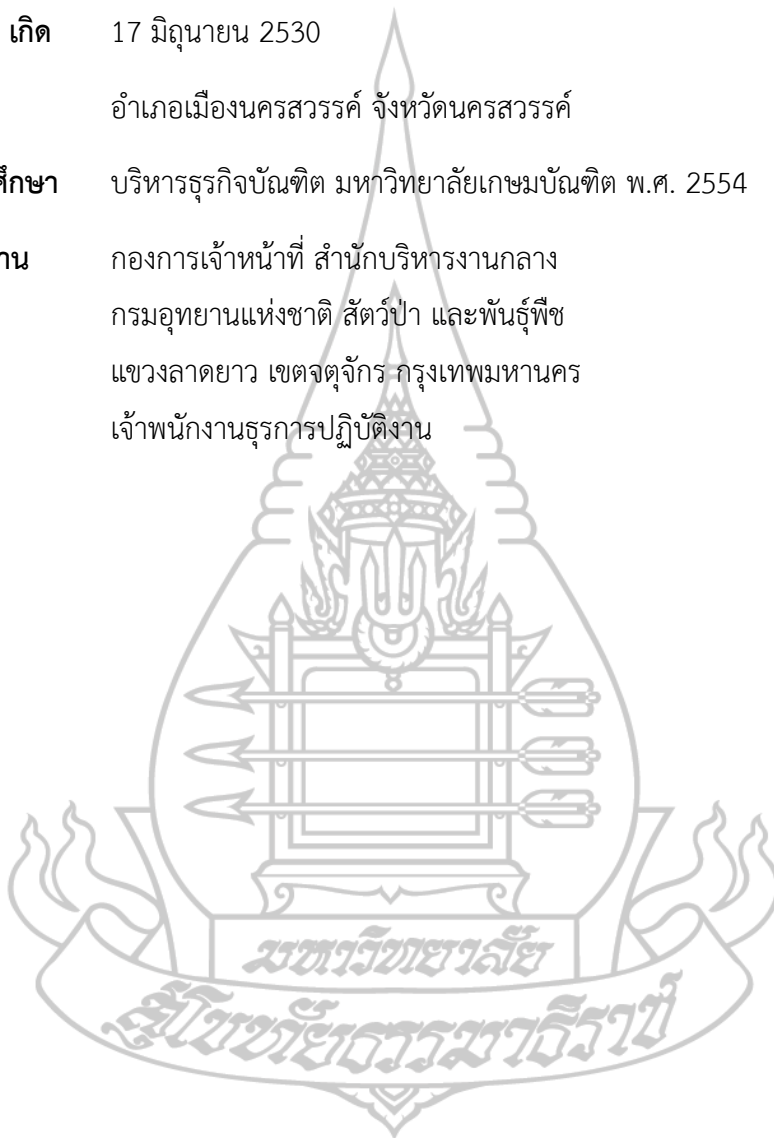 เกิด 17 มิถุนายน 2530
อำเภอเมืองนครสวรรค์ จังหวัดนครสวรรค์
ศึกษา บริหารธุรกิจบัณฑิต มหาวิทยาลัยเกษมบัณฑิต พ.ศ. 2554
าน กองการเจ้าหน้าที่ สำนักบริหารงานกลาง
กรมอุทยานแห่งชาติ สัตว์ป่า และพันธุ์พืช
แขวงลาดยาว เขตจตุจักร กรุงเทพมหานคร
เจ้าพนักงานธุรการปฏิบัติงาน
มหาวิทยาลัย
สุโขทัยธรรมาธิราช